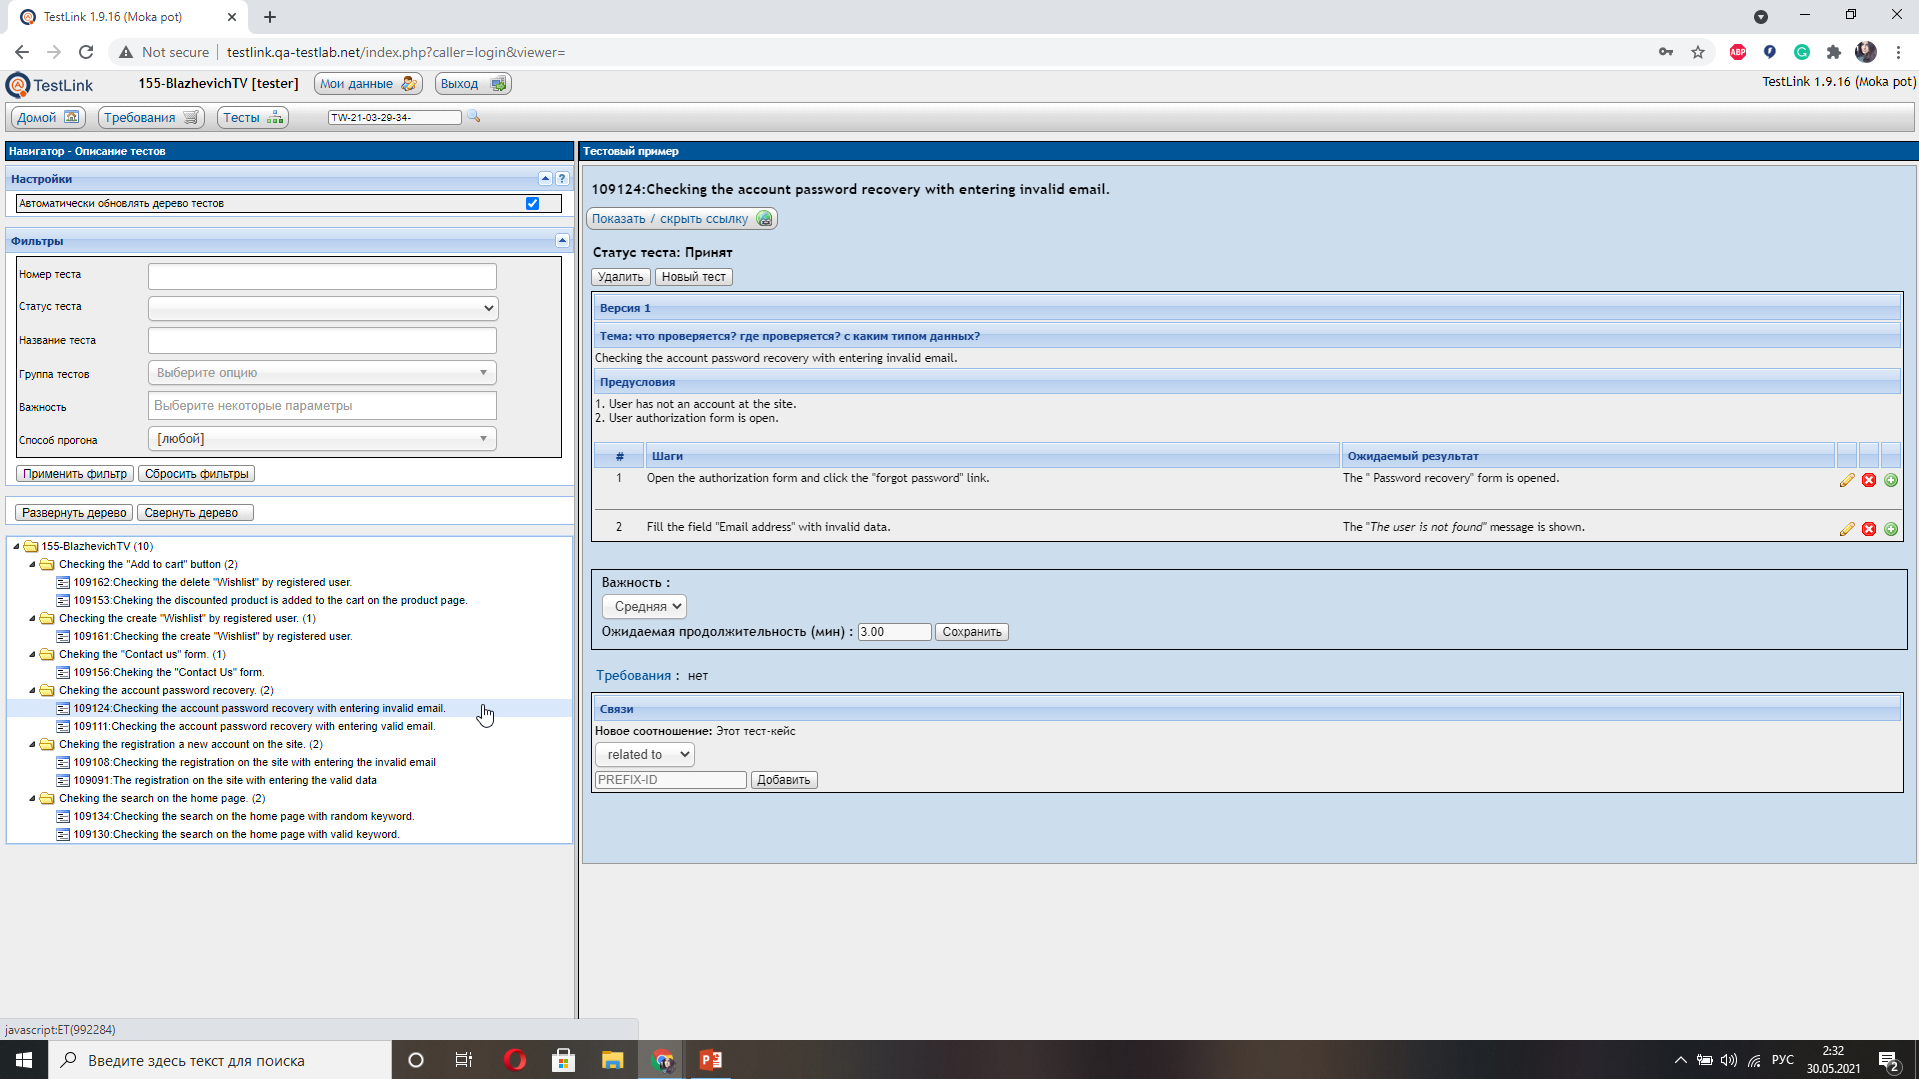 TestLink 1.9.16 (Moka pot)
Not secure
testlink.qa-testlab.net/index.php?caller=login&viewer=
ABP
TestLink
155-BlazhevichTV [tester]
Мои данные
Выход
TestLink 1.9.16 (Moka pot)
Домой
Требования
Тесты
TW-21-03-29-34-
Навигатор - Описание тестов
Настройки
?
Автоматически обновлять дерево тестов
Фильтры
Номер теста
Статус теста
Название теста
Группа тестов
Выберите опцию
Важность
Выберите некоторые параметры
Способ прогона
[любой]
Применить фильтр
Сбросить фильтры
Развернуть дерево
Свернуть дерево
155-BlazhevichTV (10)
Checking the "Add to cart" button (2)
109162:Checking the delete "Wishlist" by registered user.
109153:Cheking the discounted product is added to the cart on the product page.
Checking the create "Wishlist" by registered user. (1)
109161:Checking the create "Wishlist" by registered user.
Cheking the "Contact us" form. (1)
109156:Cheking the "Contact Us" form.
Cheking the account password recovery. (2)
109124:Checking the account password recovery with entering invalid email.
109111:Checking the account password recovery with entering valid email.
Cheking the registration a new account on the site. (2)
109108:Checking the registration on the site with entering the invalid email
109091:The registration on the site with entering the valid data
Cheking the search on the home page. (2)
109134:Checking the search on the home page with random keyword.
109130:Checking the search on the home page with valid keyword.
javascript:ET(992284)
Тестовый пример
109124:Checking the account password recovery with entering invalid email.
Показать / скрыть ссылку
Статус теста: Принят
Удалить
Новый тест
Версия 1
Тема: что проверяется? где проверяется? с каким типом данных?
Checking the account password recovery with entering invalid email.
Предусловия
1. User has not an account at the site.
2. User authorization form is open.
# Шаги Ожидаемый результат
1 Open the authorization form and click the "forgot password" link. The " Password recovery" form is opened.
2 Fill the field "Email address" with invalid data. The "The user is not found" message is shown.
Важность :
Средняя
Ожидаемая продолжительность (мин) : 3.00 Сохранить
Требования : нет
Связи
Новое соотношение: Этот тест-кейс
related to
PREFIX-ID
Добавить
Введите здесь текст для поиска
РУС
2:32
30.05.2021
2